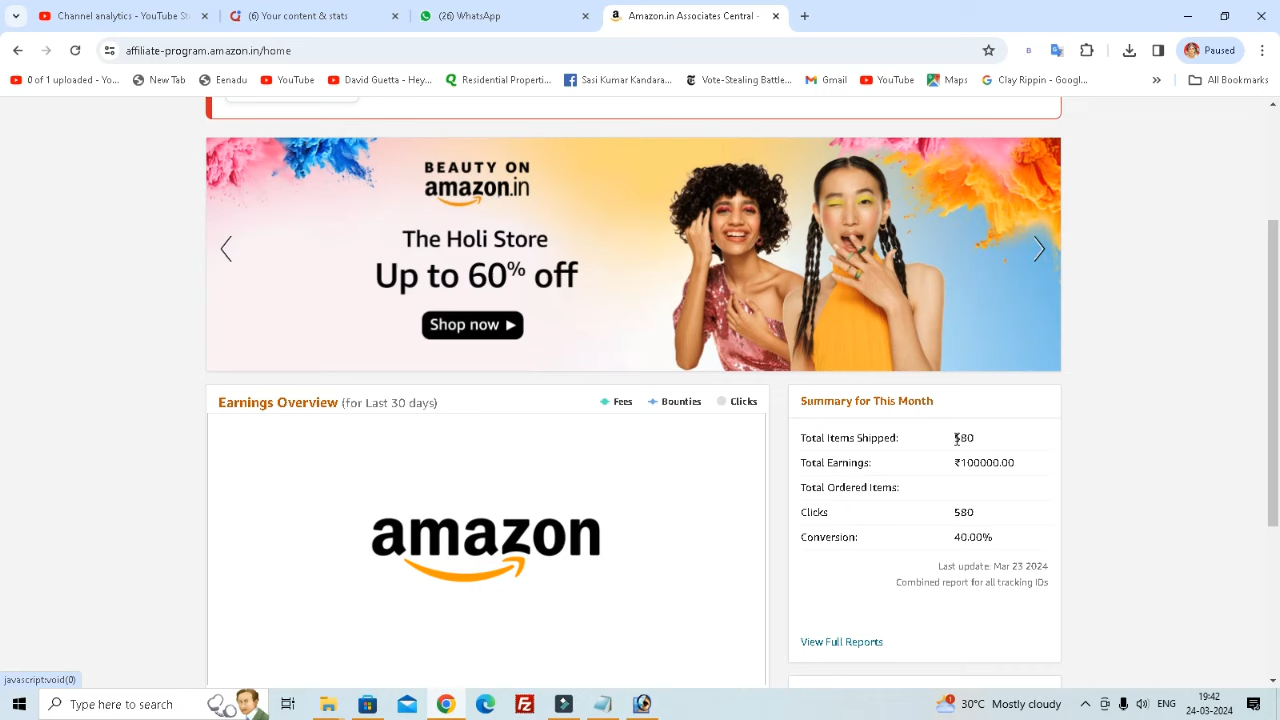 Channel content - YouTube St
Your content & stats
(16) WhatsApp
Amazon.in Associates Central -
affiliate-program.amazon.in/home
Paused
0 of 1 uploaded - Yo...
New Tab
Eenadu
YouTube
David Guetta - Hey,...
Residential Properti...
Sasi Kumar Kandara...
Vote-Stealing Battle...
Gmail
YouTube
Maps
Clay Rippin - Googl...
All Bookmarks
BEAUTY ON
amazon.in
The Holi Store
Up to 60% off
Shop now
Earnings Overview (for Last 30 days)
Fees
Bounties
Clicks
amazon
Summary for This Month
Total Items Shipped: 580
Total Earnings: ₹100000.00
Total Ordered Items:
Clicks 580
Conversion: 40.00%
Last update: Mar 23 2024
Combined report for all tracking IDs
View Full Reports
javascript:void(0)
Type here to search
30°C Mostly cloudy
ENG
19:42
24-03-2024